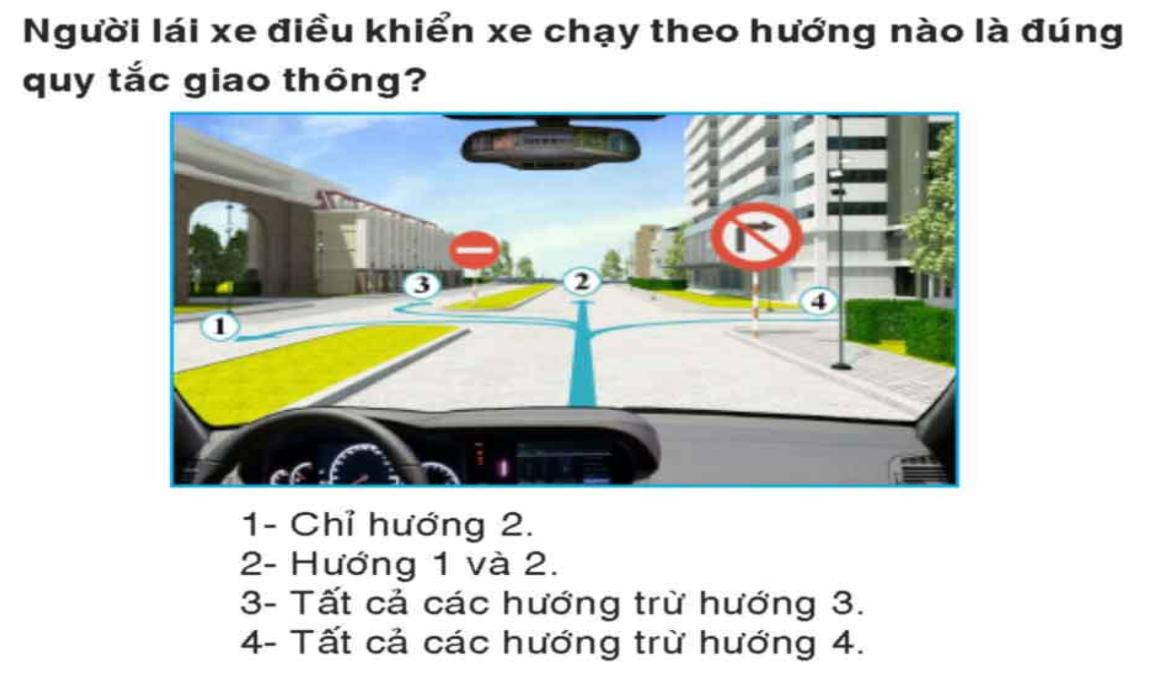 Người lái xe điều khiển xe chạy theo hướng nào là đúng
quy tắc giao thông?
3
2
4
1
1- Chỉ hướng 2.
2- Hướng 1 và 2.
3- Tất cả các hướng trừ hướng 3.
4- Tất cả các hướng trừ hướng 4.